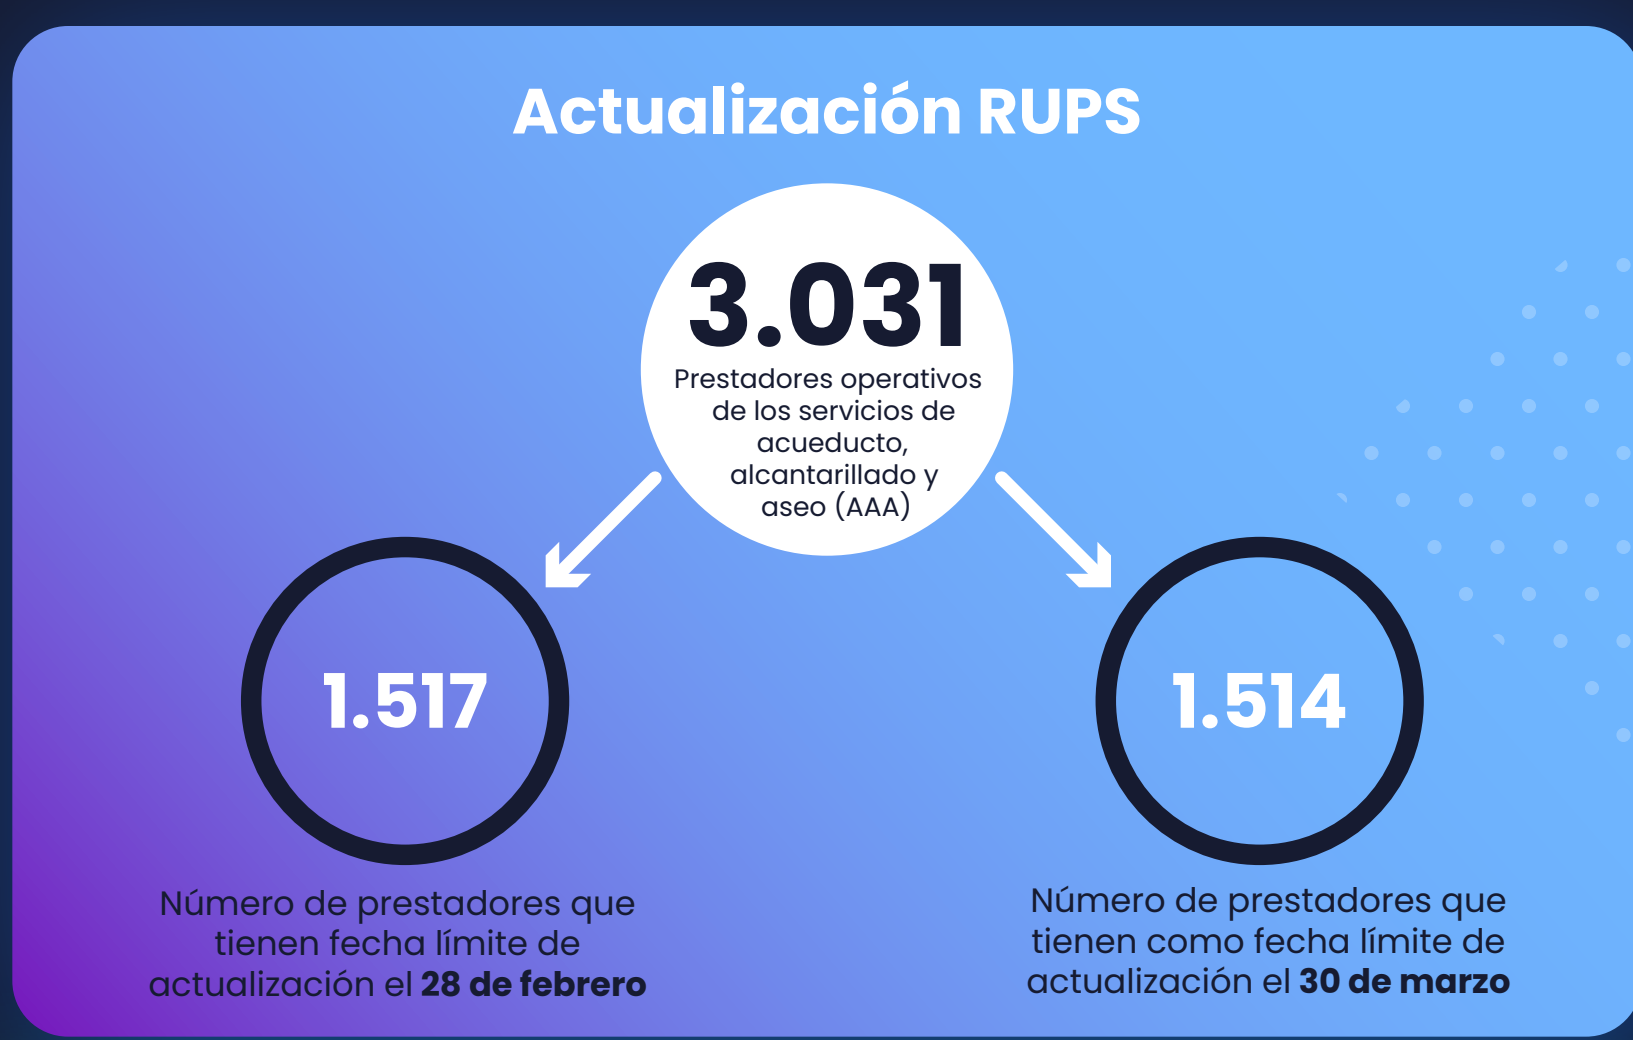 Actualización RUPS
3.031
Prestadores operativos
de los servicios de
acueducto,
alcantarillado y
aseo (AAA)
1.517
Número de prestadores que
tienen fecha límite de
actualización el 28 de febrero
1.514
Número de prestadores que
tienen como fecha límite de
actualización el 30 de marzo